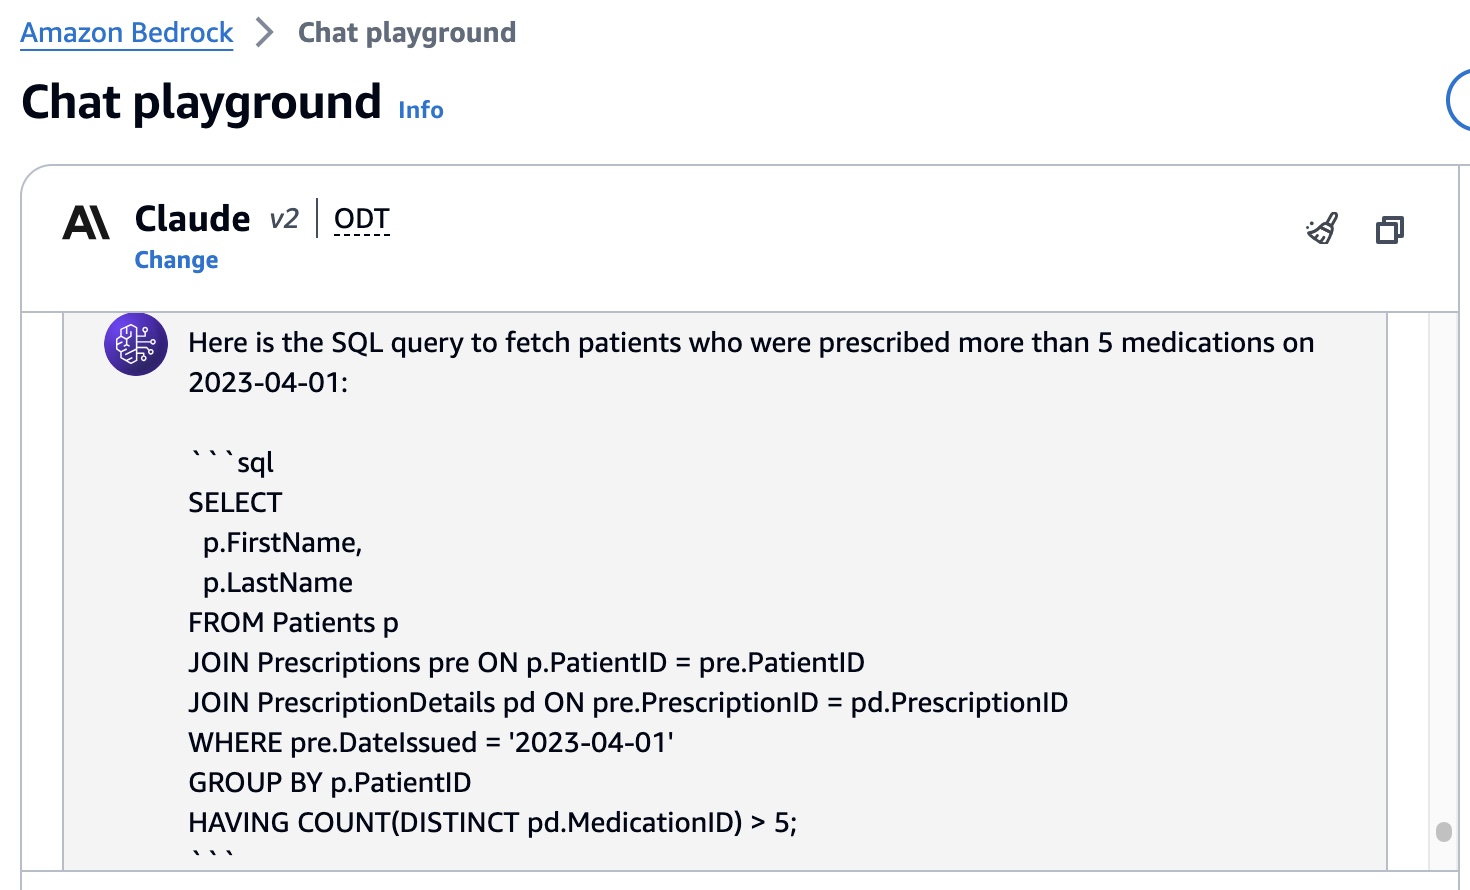 Amazon Bedrock > Chat playground
Chat playground Info
Claude v2 | ODT
Change
Here is the SQL query to fetch patients who were prescribed more than 5 medications on
2023-04-01:
```sql
SELECT
  p.FirstName,
  p.LastName
FROM Patients p
JOIN Prescriptions pre ON p.PatientID = pre.PatientID
JOIN PrescriptionDetails pd ON pre.PrescriptionID = pd.PrescriptionID
WHERE pre.DateIssued = '2023-04-01'
GROUP BY p.PatientID
HAVING COUNT(DISTINCT pd.MedicationID) > 5;
```